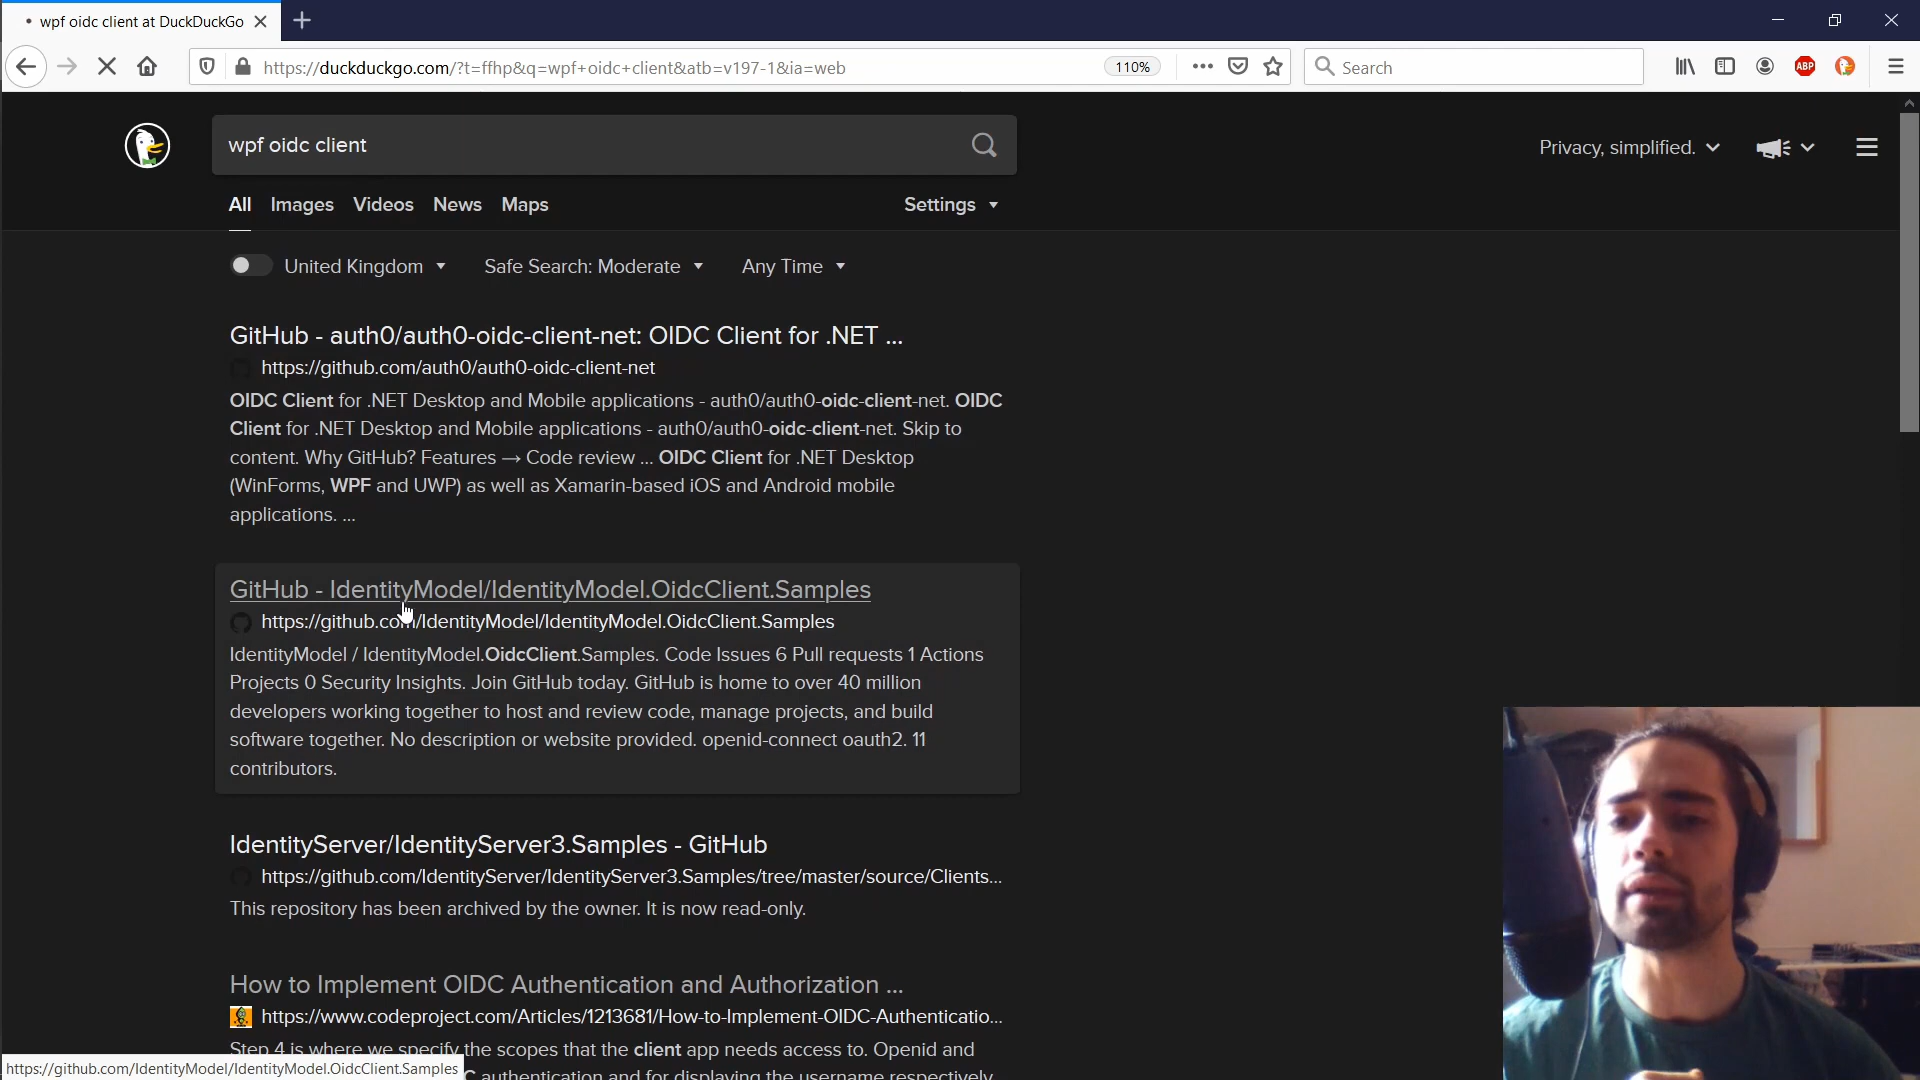 wpf oidc client at DuckDuckGo
https://duckduckgo.com/?t=ffhp&q=wpf+oidc+client&atb=v197-1&ia=web
110%
Search
ABP
wpf oidc client
Privacy, simplified.
All Images Videos News Maps
Settings
United Kingdom
Safe Search: Moderate
Any Time
GitHub - auth0/auth0-oidc-client-net: OIDC Client for .NET ...
https://github.com/auth0/auth0-oidc-client-net
OIDC Client for .NET Desktop and Mobile applications - auth0/auth0-oidc-client-net. OIDC
Client for .NET Desktop and Mobile applications - auth0/auth0-oidc-client-net. Skip to
content. Why GitHub? Features → Code review ... OIDC Client for .NET Desktop
(WinForms, WPF and UWP) as well as Xamarin-based iOS and Android mobile
applications. ...
GitHub - IdentityModel/IdentityModel.OidcClient.Samples
https://github.com/IdentityModel/IdentityModel.OidcClient.Samples
IdentityModel / IdentityModel.OidcClient.Samples. Code Issues 6 Pull requests 1 Actions
Projects 0 Security Insights. Join GitHub today. GitHub is home to over 40 million
developers working together to host and review code, manage projects, and build
software together. No description or website provided. openid-connect oauth2. 11
contributors.
IdentityServer/IdentityServer3.Samples - GitHub
https://github.com/IdentityServer/IdentityServer3.Samples/tree/master/source/Clients...
This repository has been archived by the owner. It is now read-only.
How to Implement OIDC Authentication and Authorization ...
https://www.codeproject.com/Articles/1213681/How-to-Implement-OIDC-Authenticatio...
Step 4 is where we specify the scopes that the client app needs access to. Openid and
authentication and for displaying the username respectively
https://github.com/IdentityModel/IdentityModel.OidcClient.Samples